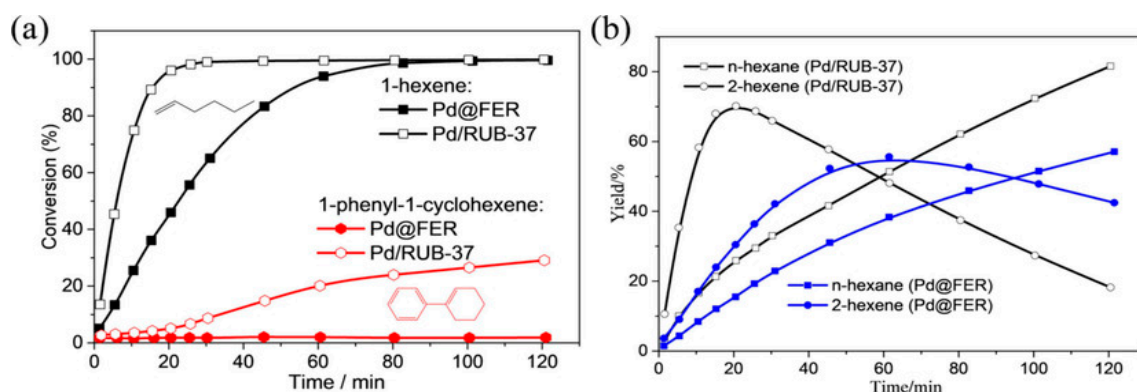 (a)
100
80
60
40
20
0
Conversion (%)
1-hexene:
Pd@FER
Pd/RUB-37
1-phenyl-1-cyclohexene:
Pd@FER
Pd/RUB-37
0 20 40 60 80 100 120
Time / min
(b)
80
60
40
20
0
Yield/%
n-hexane (Pd/RUB-37)
2-hexene (Pd/RUB-37)
n-hexane (Pd@FER)
2-hexene (Pd@FER)
0 20 40 60 80 100 120
Time/min